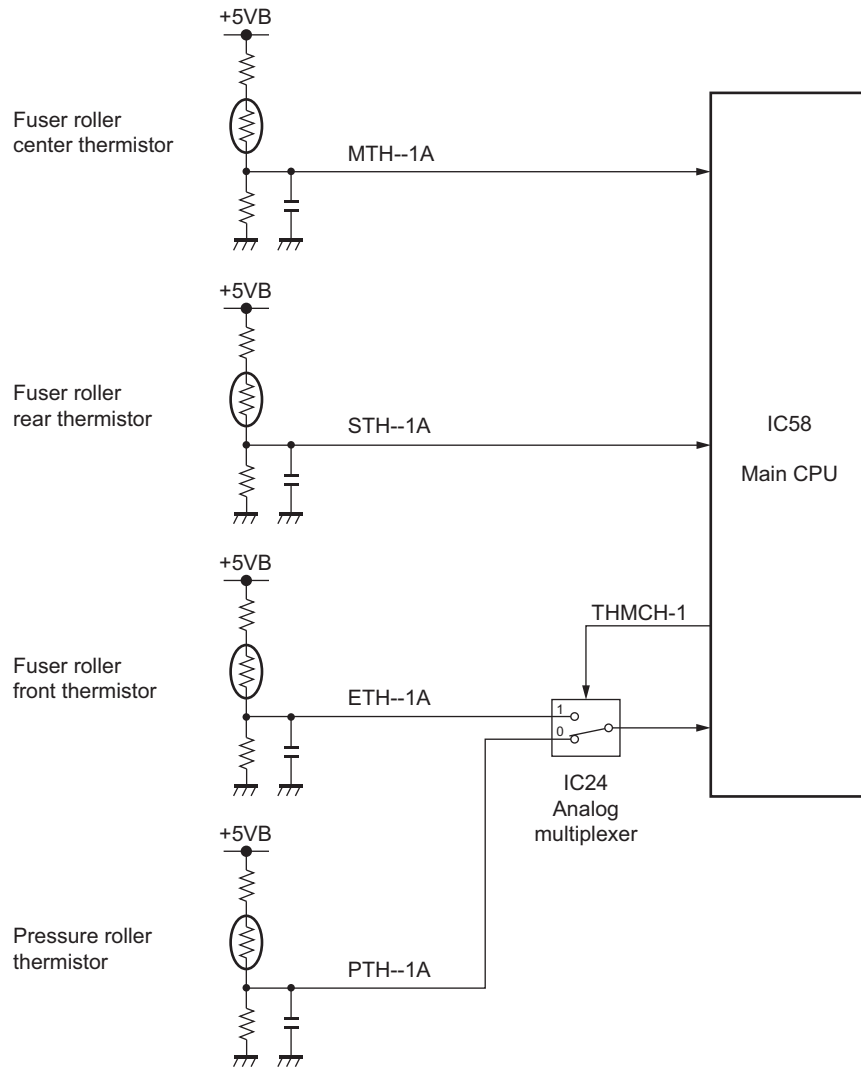 +5VB
Fuser roller
center thermistor
MTH--1A
+5VB
Fuser roller
rear thermistor
STH--1A
IC58
Main CPU
+5VB
THMCH-1
Fuser roller
front thermistor
ETH--1A
1
0
IC24
Analog
multiplexer
+5VB
Pressure roller
thermistor
PTH--1A